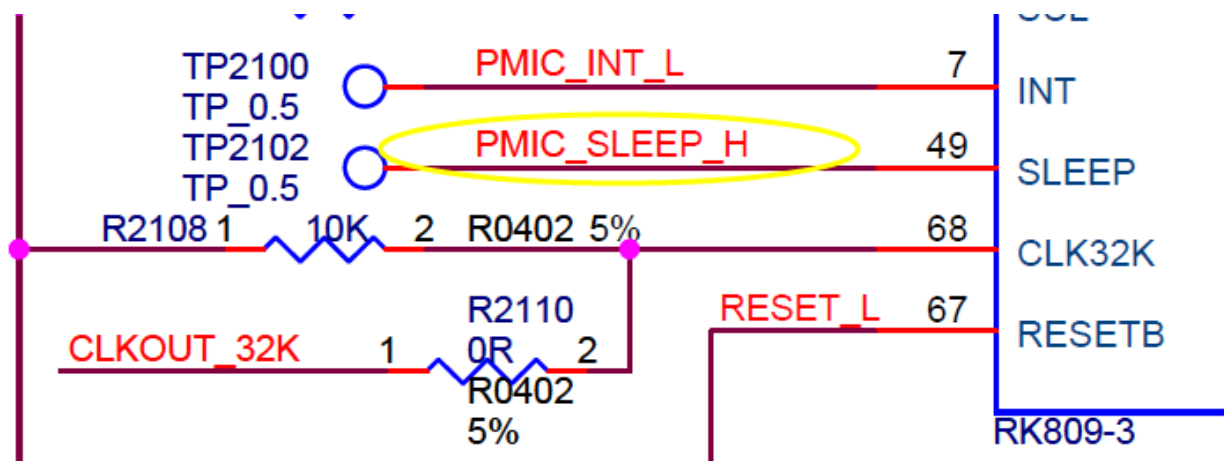 TP2100
TP_0.5
PMIC_INT_L
7
INT
TP2102
TP_0.5
PMIC_SLEEP_H
49
SLEEP
R2108 1 10K 2 R0402 5%
68
CLK32K
CLKOUT_32K
1
R2110
0R
2
R0402
5%
RESET_L
67
RESETB
RK809-3